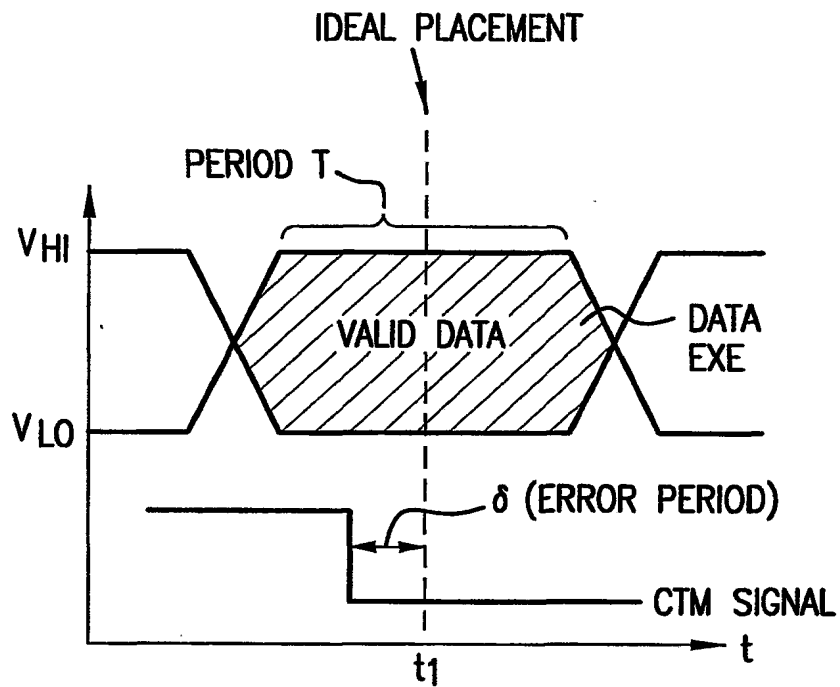 IDEAL PLACEMENT
PERIOD T
VHI
VALID DATA
DATA
EXE
VLO
δ (ERROR PERIOD)
CTM SIGNAL
t1
t